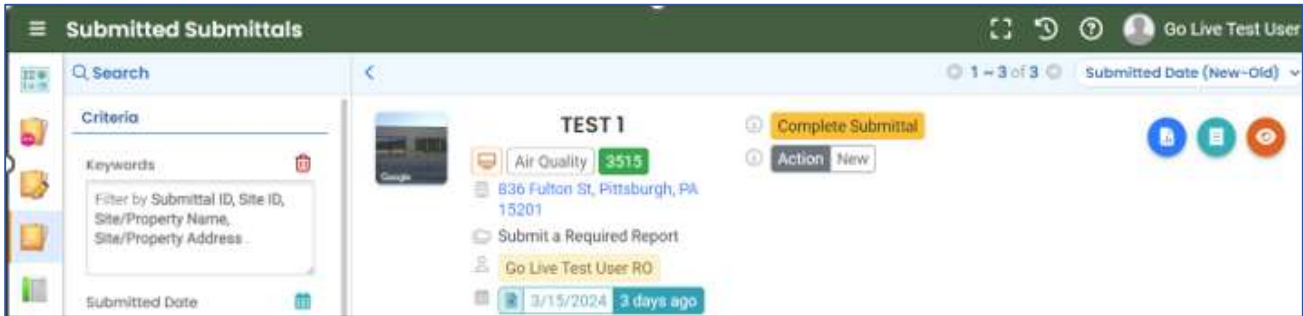 Submitted Submittals
Go Live Test User
Search
1 – 3 of 3
Submitted Date (New-Old)
Criteria
Keywords
Filter by Submittal ID, Site ID,
Site/Property Name,
Site/Property Address .
Submitted Date
Google
TEST 1
Air Quality 3515
836 Fulton St, Pittsburgh, PA
15201
Submit a Required Report
Go Live Test User RO
3/15/2024 3 days ago
Complete Submittal
Action New